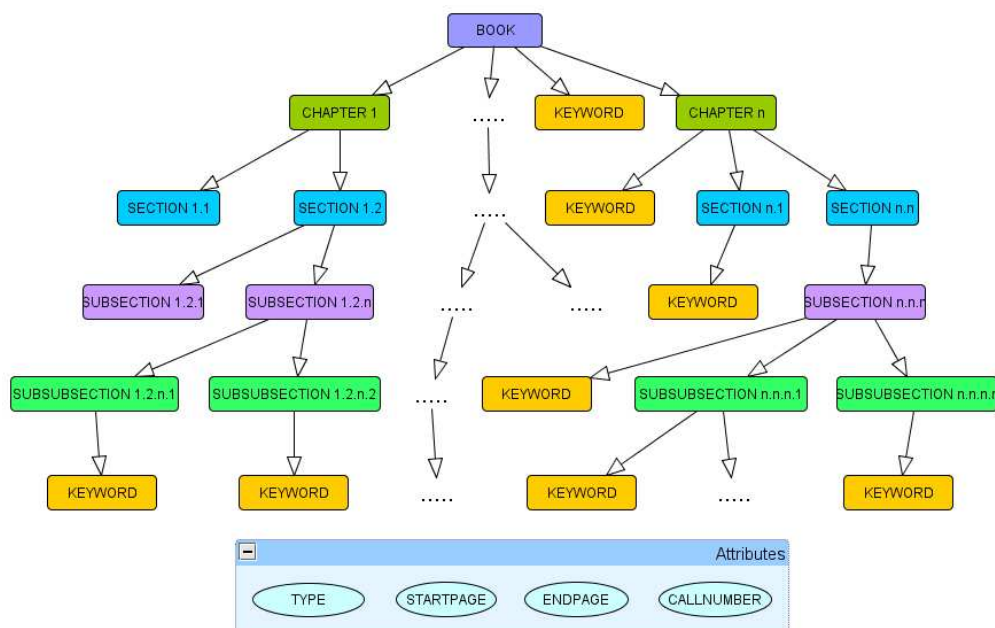 BOOK
CHAPTER 1
.....
KEYWORD
CHAPTER n
SECTION 1.1
SECTION 1.2
.....
KEYWORD
SECTION n.1
SECTION n.n
SUBSECTION 1.2.1
SUBSECTION 1.2.n
.....
.....
KEYWORD
SUBSECTION n.n.n
SUBSUBSECTION 1.2.n.1
SUBSUBSECTION 1.2.n.2
.....
KEYWORD
SUBSUBSECTION n.n.n.1
SUBSUBSECTION n.n.n.n
KEYWORD
KEYWORD
.....
KEYWORD
.....
KEYWORD
Attributes
TYPE
STARTPAGE
ENDPAGE
CALLNUMBER